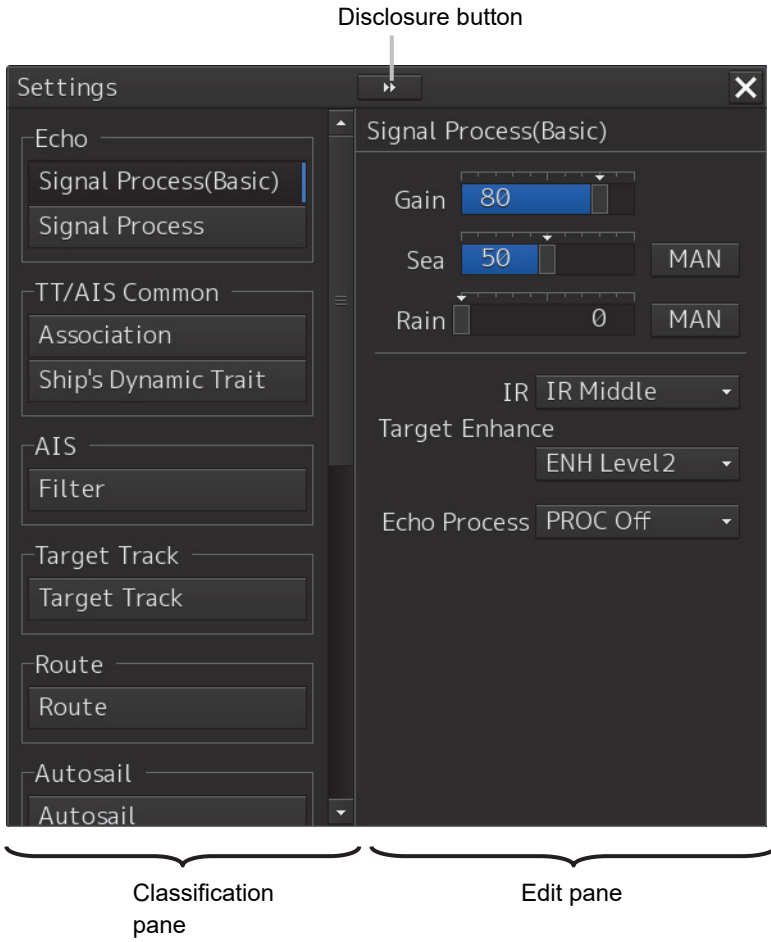 Disclosure button
Settings
Echo
Signal Process(Basic)
Signal Process
TT/AIS Common
Association
Ship's Dynamic Trait
AIS
Filter
Target Track
Target Track
Route
Route
Autosail
Autosail
Signal Process(Basic)
Gain 80
Sea 50 MAN
Rain 0 MAN
IR IR Middle
Target Enhance
ENH Level2
Echo Process PROC Off
Classification
pane
Edit pane